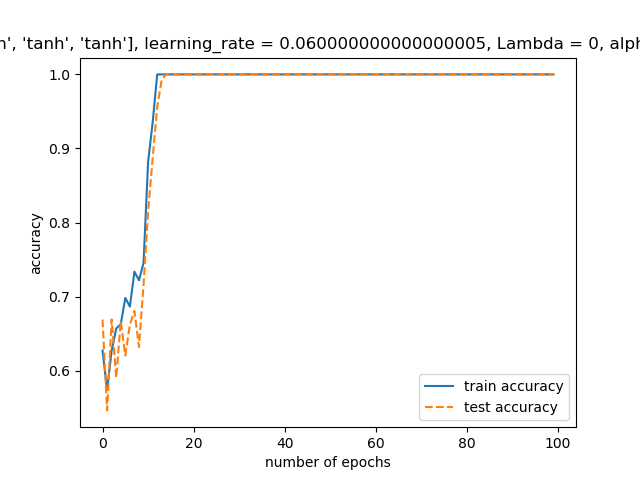 ', 'tanh', 'tanh'], learning_rate = 0.060000000000000005, Lambda = 0, alph
1.0
0.9
0.8
0.7
0.6
accuracy
train accuracy
test accuracy
0 20 40 60 80 100
number of epochs